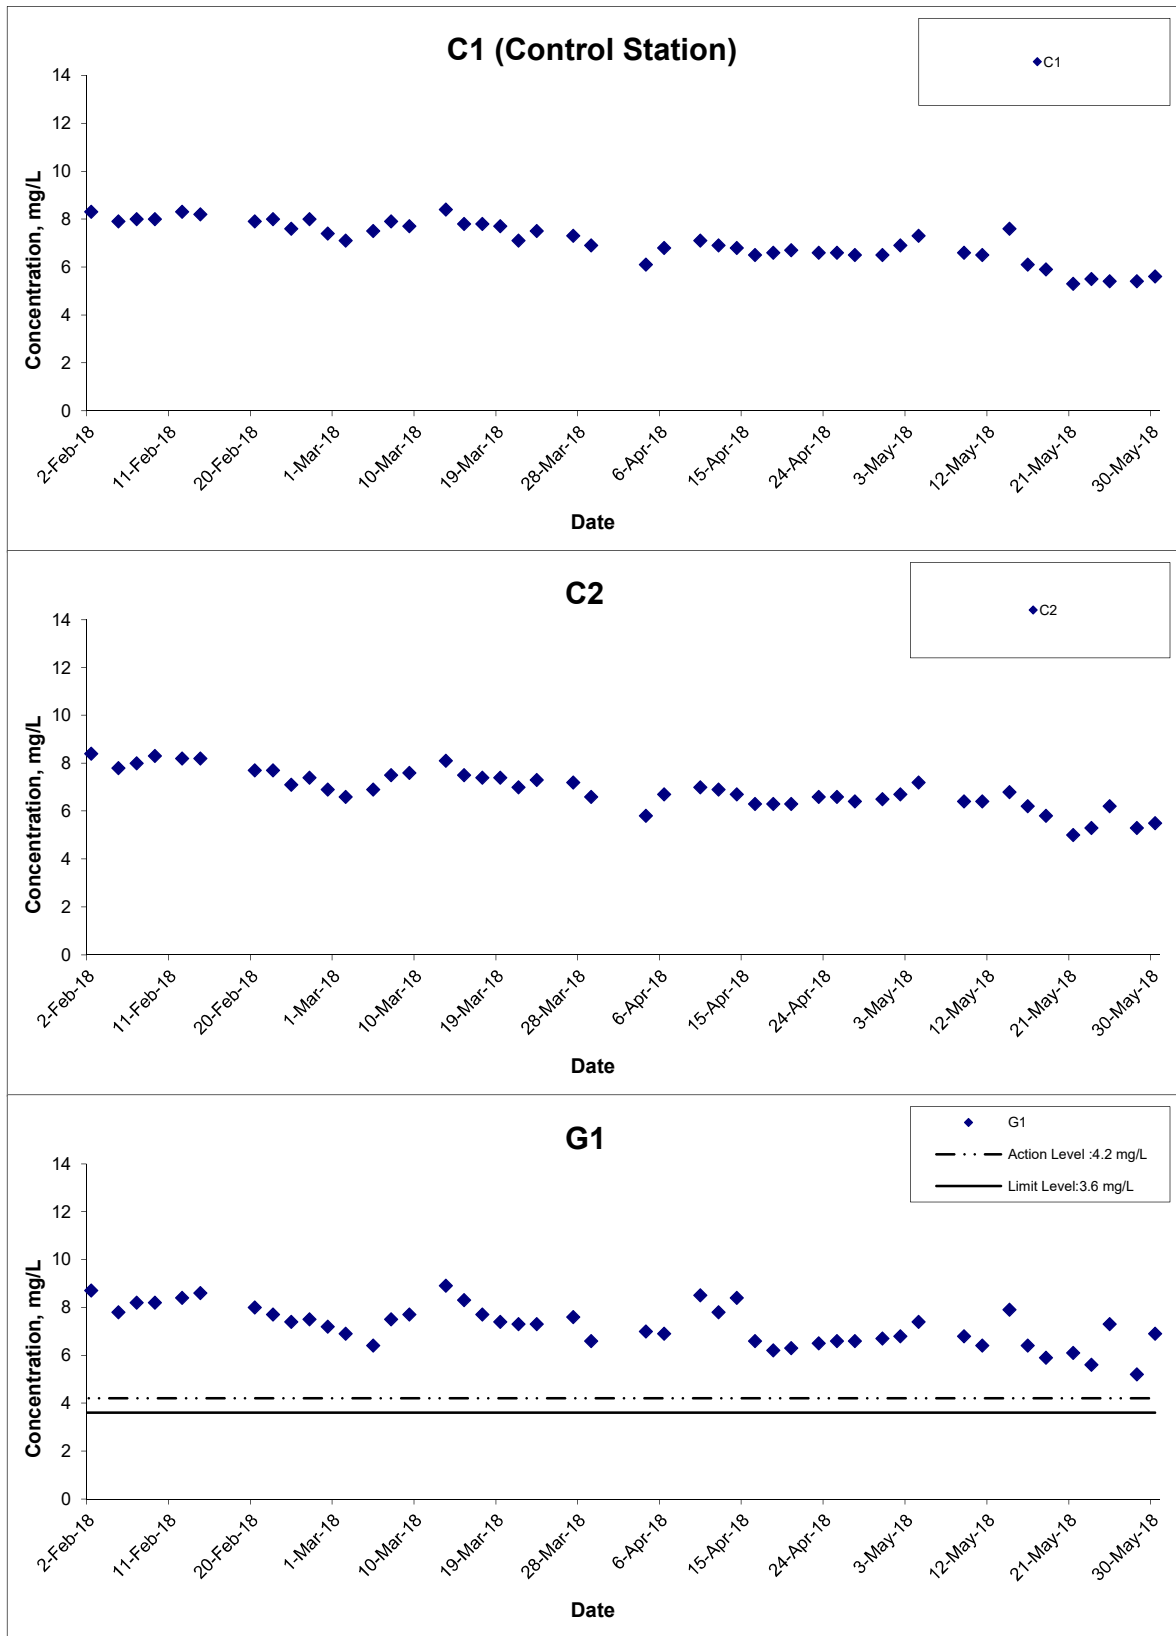 C1 (Control Station)
C1
14
12
10
8
6
4
2
0
Concentration, mg/L
2-Feb-18
11-Feb-18
20-Feb-18
1-Mar-18
10-Mar-18
19-Mar-18
28-Mar-18
6-Apr-18
15-Apr-18
24-Apr-18
3-May-18
12-May-18
21-May-18
30-May-18
Date
C2
C2
14
12
10
8
6
4
2
0
Concentration, mg/L
2-Feb-18
11-Feb-18
20-Feb-18
1-Mar-18
10-Mar-18
19-Mar-18
28-Mar-18
6-Apr-18
15-Apr-18
24-Apr-18
3-May-18
12-May-18
21-May-18
30-May-18
Date
G1
G1
Action Level :4.2 mg/L
Limit Level:3.6 mg/L
14
12
10
8
6
4
2
0
Concentration, mg/L
2-Feb-18
11-Feb-18
20-Feb-18
1-Mar-18
10-Mar-18
19-Mar-18
28-Mar-18
6-Apr-18
15-Apr-18
24-Apr-18
3-May-18
12-May-18
21-May-18
30-May-18
Date